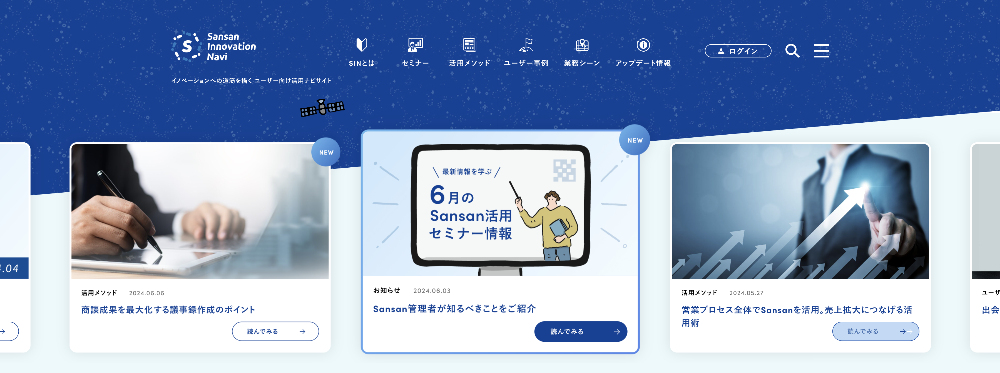 Sansan
Innovation
Navi
イノベーションへの道筋を描く ユーザー向け活用ナビサイト
SINとは
セミナー
活用メソッド
ユーザー事例
業務シーン
アップデート情報
ログイン
.04
NEW
活用メソッド 2024.06.06
商談成果を最大化する議事録作成のポイント
読んでみる
NEW
最新情報を学ぶ
6月の
Sansan活用
セミナー情報
お知らせ 2024.06.03
Sansan管理者が知るべきことをご紹介
読んでみる
活用メソッド 2024.05.27
営業プロセス全体でSansanを活用。売上拡大につなげる活
用術
読んでみる
ユーザ
出会